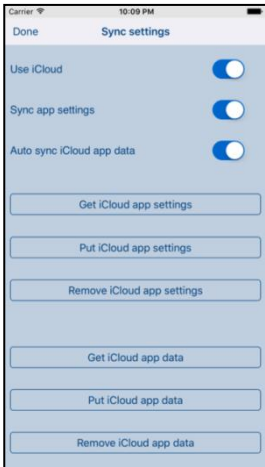 Carrier 10:09 PM
Done Sync settings
Use iCloud
Sync app settings
Auto sync iCloud app data
Get iCloud app settings
Put iCloud app settings
Remove iCloud app settings
Get iCloud app data
Put iCloud app data
Remove iCloud app data